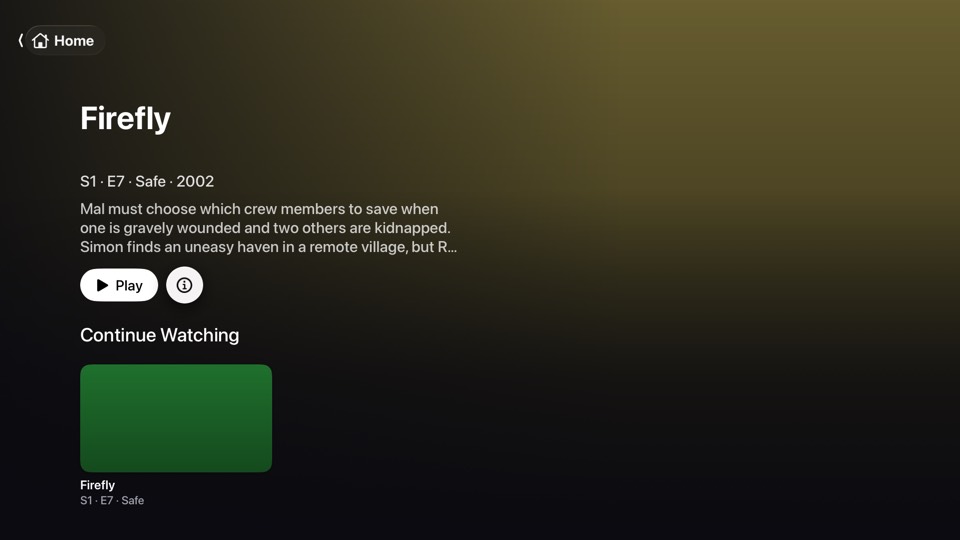 Home
Firefly
S1 · E7 · Safe · 2002
Mal must choose which crew members to save when
one is gravely wounded and two others are kidnapped.
Simon finds an uneasy haven in a remote village, but R...
Play
Continue Watching
Firefly
S1 · E7 · Safe